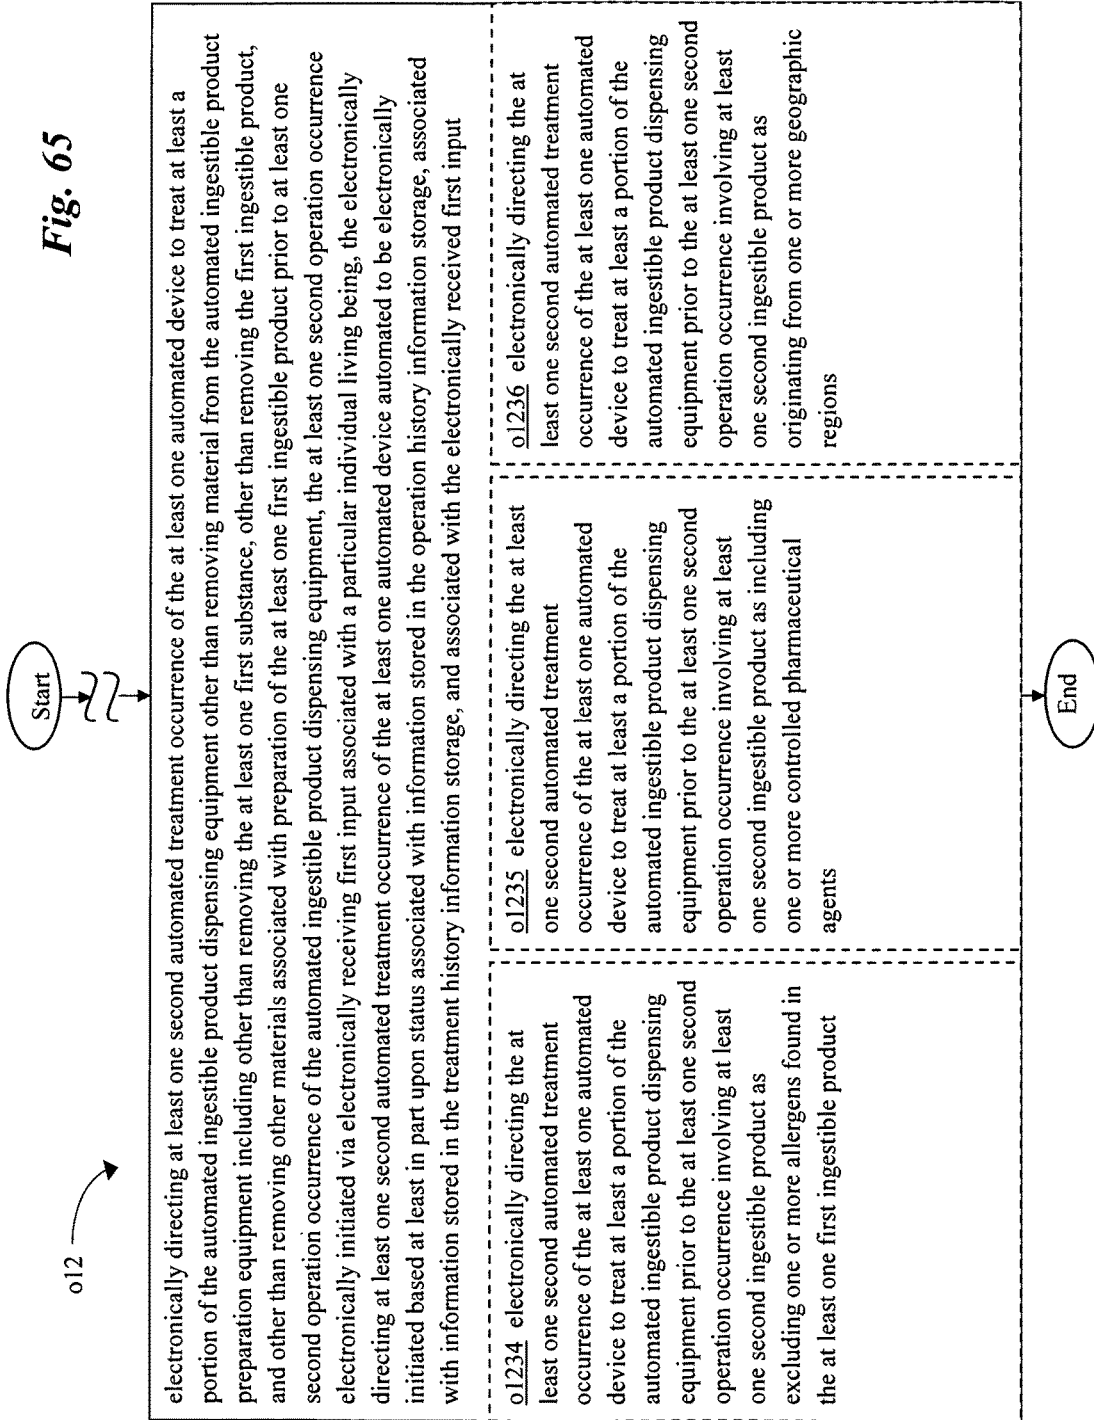 Fig. 65
Start
o12
electronically directing at least one second automated treatment occurrence of the at least one automated device to treat at least a
portion of the automated ingestible product dispensing equipment other than removing material from the automated ingestible product
preparation equipment including other than removing the at least one first substance, other than removing the first ingestible product,
and other than removing other materials associated with preparation of the at least one first ingestible product prior to at least one
second operation occurrence of the automated ingestible product dispensing equipment, the at least one second operation occurrence
electronically initiated via electronically receiving first input associated with a particular individual living being, the electronically
directing at least one second automated treatment occurrence of the at least one automated device automated to be electronically
initiated based at least in part upon status associated with information stored in the operation history information storage, associated
with information stored in the treatment history information storage, and associated with the electronically received first input
o1234 electronically directing the at
least one second automated treatment
occurrence of the at least one automated
device to treat at least a portion of the
automated ingestible product dispensing
equipment prior to the at least one second
operation occurrence involving at least
one second ingestible product as
excluding one or more allergens found in
the at least one first ingestible product
o1235 electronically directing the at least
one second automated treatment
occurrence of the at least one automated
device to treat at least a portion of the
automated ingestible product dispensing
equipment prior to the at least one second
operation occurrence involving at least
one second ingestible product as including
one or more controlled pharmaceutical
agents
o1236 electronically directing the at
least one second automated treatment
occurrence of the at least one automated
device to treat at least a portion of the
automated ingestible product dispensing
equipment prior to the at least one second
operation occurrence involving at least
one second ingestible product as
originating from one or more geographic
regions
End